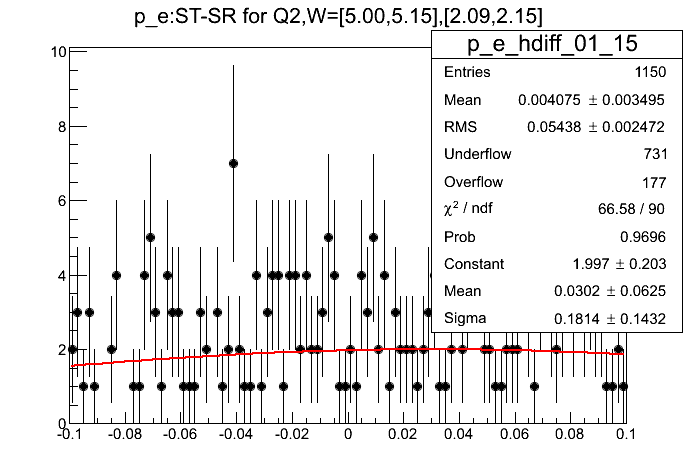 p_e:ST-SR for Q2,W=[5.00,5.15],[2.09,2.15]
p_e_hdiff_01_15
Entries 1150
Mean 0.004075 ± 0.003495
RMS 0.05438 ± 0.002472
Underflow 731
Overflow 177
χ² / ndf 66.58 / 90
Prob 0.9696
Constant 1.997 ± 0.203
Mean 0.0302 ± 0.0625
Sigma 0.1814 ± 0.1432
10
8
6
4
2
0
-0.1 -0.08 -0.06 -0.04 -0.02 0 0.02 0.04 0.06 0.08 0.1